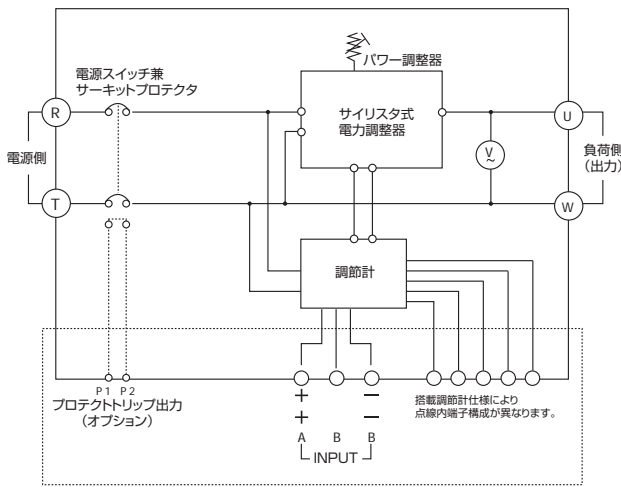 パワー調整器
電源スイッチ兼
サーキットプロテクタ
R
サイリスタ式
電力調整器
U
電源側
V
~
負荷側
(出力)
T
W
調節計
P1 P2
プロテクトトリップ出力
(オプション)
+ −
+ −
A B B
INPUT
搭載調節計仕様により
点線内端子構成が異なります。